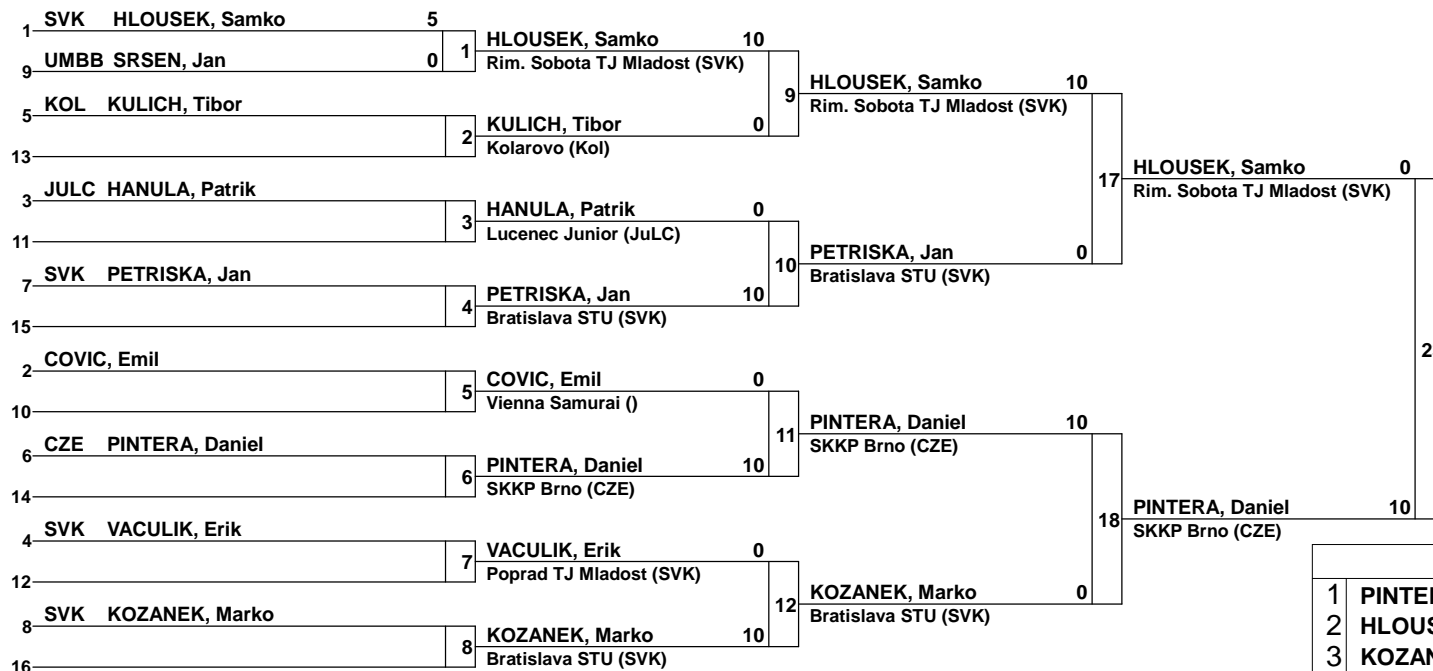 1 SVK HLOUSEK, Samko 5
9 UMBB SRSEN, Jan 0
5 KOL KULICH, Tibor
13
3 JULC HANULA, Patrik
11
7 SVK PETRISKA, Jan
15
2 COVIC, Emil
10
6 CZE PINTERA, Daniel
14
4 SVK VACULIK, Erik
12
8 SVK KOZANEK, Marko
16
1 HLOUSEK, Samko 10
Rim. Sobota TJ Mladost (SVK)
2 KULICH, Tibor 0
Kolarovo (Kol)
3 HANULA, Patrik 0
Lucenec Junior (JuLC)
4 PETRISKA, Jan 10
Bratislava STU (SVK)
5 COVIC, Emil 0
Vienna Samurai ()
6 PINTERA, Daniel 10
SKKP Brno (CZE)
7 VACULIK, Erik 0
Poprad TJ Mladost (SVK)
8 KOZANEK, Marko 10
Bratislava STU (SVK)
9 HLOUSEK, Samko 10
Rim. Sobota TJ Mladost (SVK)
10 PETRISKA, Jan 0
Bratislava STU (SVK)
11 PINTERA, Daniel 10
SKKP Brno (CZE)
12 KOZANEK, Marko 0
Bratislava STU (SVK)
17 HLOUSEK, Samko 0
Rim. Sobota TJ Mladost (SVK)
18 PINTERA, Daniel 10
SKKP Brno (CZE)
2
1
2
3